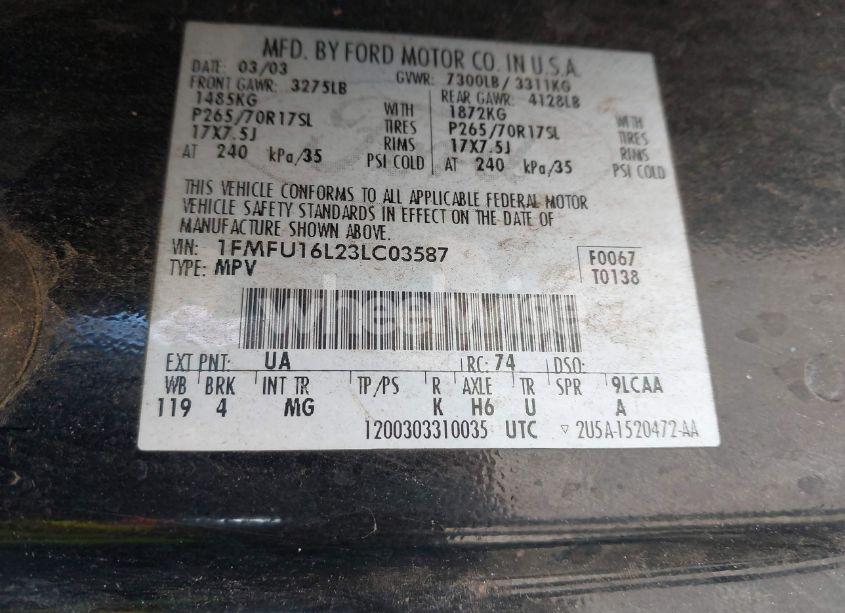 MFD. BY FORD MOTOR CO. IN U.S.A.
DATE: 03/03 GVWR: 7300LB / 3311KG
FRONT GAWR: 3275LB REAR GAWR: 4128LB
1485KG WITH 1872KG WITH
P265/70R17SL TIRES P265/70R17SL TIRES
17X7.5J RIMS 17X7.5J RIMS
AT 240 kPa/35 PSI COLD AT 240 kPa/35 PSI COLD
THIS VEHICLE CONFORMS TO ALL APPLICABLE FEDERAL MOTOR
VEHICLE SAFETY STANDARDS IN EFFECT ON THE DATE OF
MANUFACTURE SHOWN ABOVE.
VIN: 1FMFU16L23LC03587 F0067
TYPE: MPV T0138
EXT PNT: UA RC: 74 DSO:
WB BRK INT TR TP/PS R AXLE TR SPR 9LCAA
119 4 MG K H6 U A
1200303310035 UTC ▽ 2U5A-1520472-AA